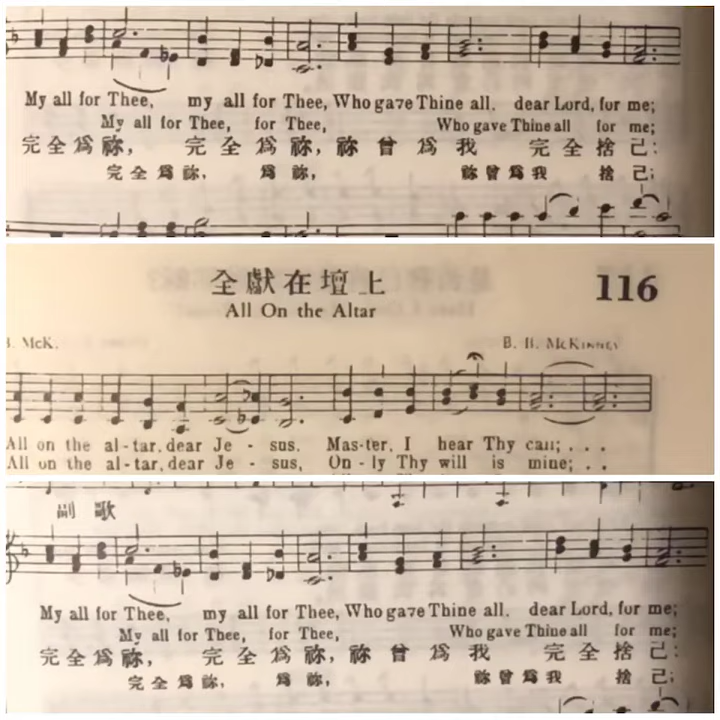 My all for Thee, my all for Thee, Who gave Thine all, dear Lord, for me;
My all for Thee, for Thee, Who gave Thine all for me;
完全爲祢, 完全爲祢, 祢曾爲我 完全捨己:
完全爲祢, 爲祢, 祢曾爲我 捨己;
全獻在壇上 116
All On the Altar
McK. B. B. McKinney
All on the al-tar, dear Je - sus, Mas-ter, I hear Thy call; . . .
All on the al-tar, dear Je - sus, On - ly Thy will is mine; . .
副歌
My all for Thee, my all for Thee, Who gave Thine all, dear Lord, for me;
My all for Thee, for Thee, Who gave Thine all for me;
完全爲祢, 完全爲祢, 祢曾爲我 完全捨己:
完全爲祢, 爲祢, 祢曾爲我 捨己;